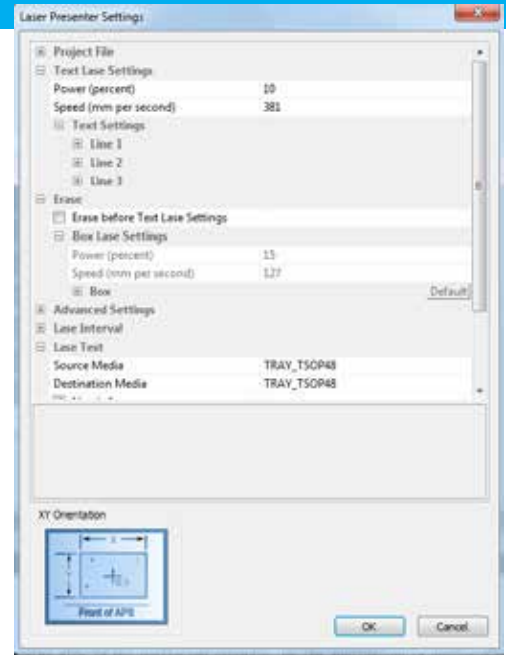 Laser Presenter Settings
Project File
Text Lase Settings
Power (percent) 10
Speed (mm per second) 381
Text Settings
Line 1
Line 2
Line 3
Erase
Erase before Text Lase Settings
Box Lase Settings
Power (percent) 15
Speed (mm per second) 127
Box Default
Advanced Settings
Lase Interval
Lase Test
Source Media TRAY_TSOP48
Destination Media TRAY_TSOP48
XY Orientation
X
Front of APS
OK Cancel